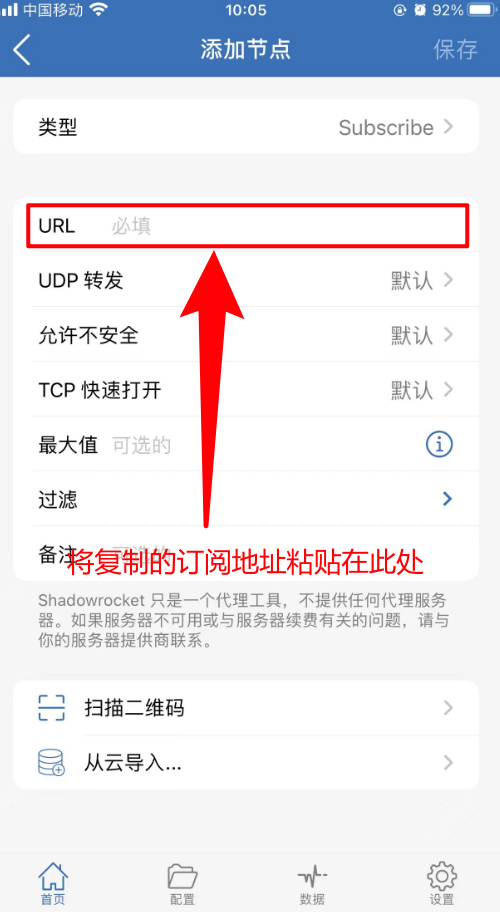 中国移动 10:05 92%
添加节点 保存
类型 Subscribe
URL 必填
UDP 转发 默认
允许不安全 默认
TCP 快速打开 默认
最大值 可选的
过滤
备注
将复制的订阅地址粘贴在此处
Shadowrocket 只是一个代理工具，不提供任何代理服务
器。如果服务器不可用或与服务器续费有关的问题，请与
你的服务器提供商联系。
扫描二维码
从云导入...
首页 配置 数据 设置